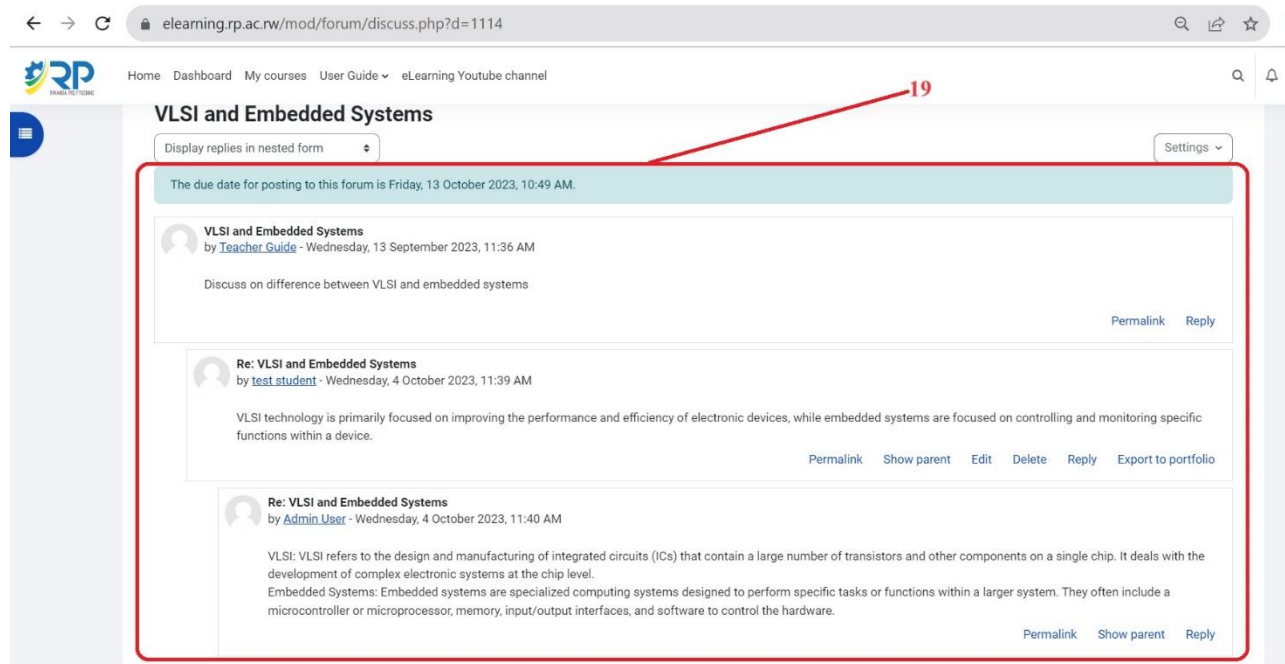 elearning.rp.ac.rw/mod/forum/discuss.php?d=1114
RP
RWANDA POLYTECHNIC
Home Dashboard My courses User Guide eLearning Youtube channel
19
VLSI and Embedded Systems
Display replies in nested form
Settings
The due date for posting to this forum is Friday, 13 October 2023, 10:49 AM.
VLSI and Embedded Systems
by Teacher Guide - Wednesday, 13 September 2023, 11:36 AM
Discuss on difference between VLSI and embedded systems
Permalink Reply
Re: VLSI and Embedded Systems
by test student - Wednesday, 4 October 2023, 11:39 AM
VLSI technology is primarily focused on improving the performance and efficiency of electronic devices, while embedded systems are focused on controlling and monitoring specific
functions within a device.
Permalink Show parent Edit Delete Reply Export to portfolio
Re: VLSI and Embedded Systems
by Admin User - Wednesday, 4 October 2023, 11:40 AM
VLSI: VLSI refers to the design and manufacturing of integrated circuits (ICs) that contain a large number of transistors and other components on a single chip. It deals with the
development of complex electronic systems at the chip level.
Embedded Systems: Embedded systems are specialized computing systems designed to perform specific tasks or functions within a larger system. They often include a
microcontroller or microprocessor, memory, input/output interfaces, and software to control the hardware.
Permalink Show parent Reply